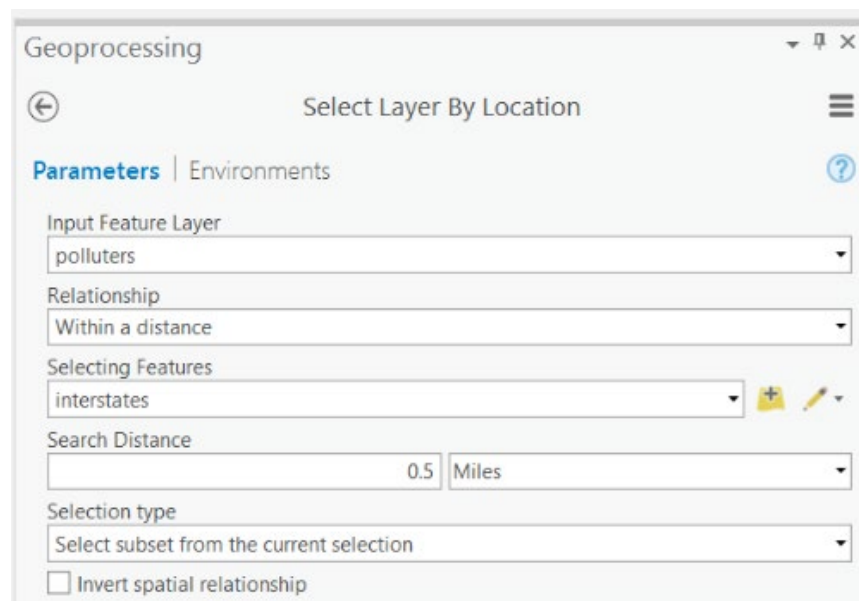 Geoprocessing
Select Layer By Location
Parameters | Environments
Input Feature Layer
polluters
Relationship
Within a distance
Selecting Features
interstates
Search Distance
0.5 Miles
Selection type
Select subset from the current selection
Invert spatial relationship